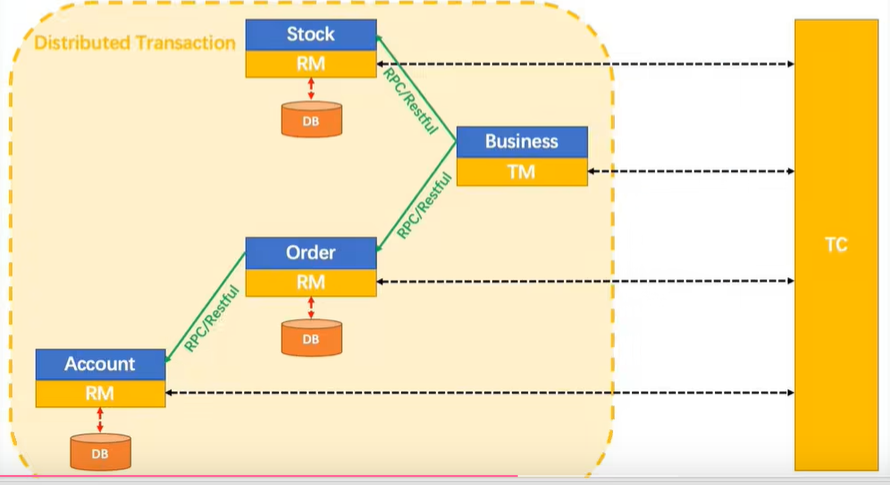 Distributed Transaction
Stock
RM
DB
RPC/Restful
Business
TM
RPC/Restful
TC
Order
RM
DB
RPC/Restful
Account
RM
DB